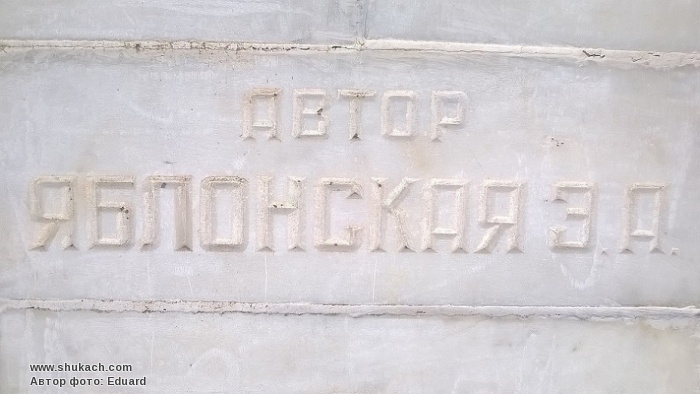 АВТОР
ЯБЛОНСКАЯ Э.А.
www.shukach.com
Автор фото: Eduard